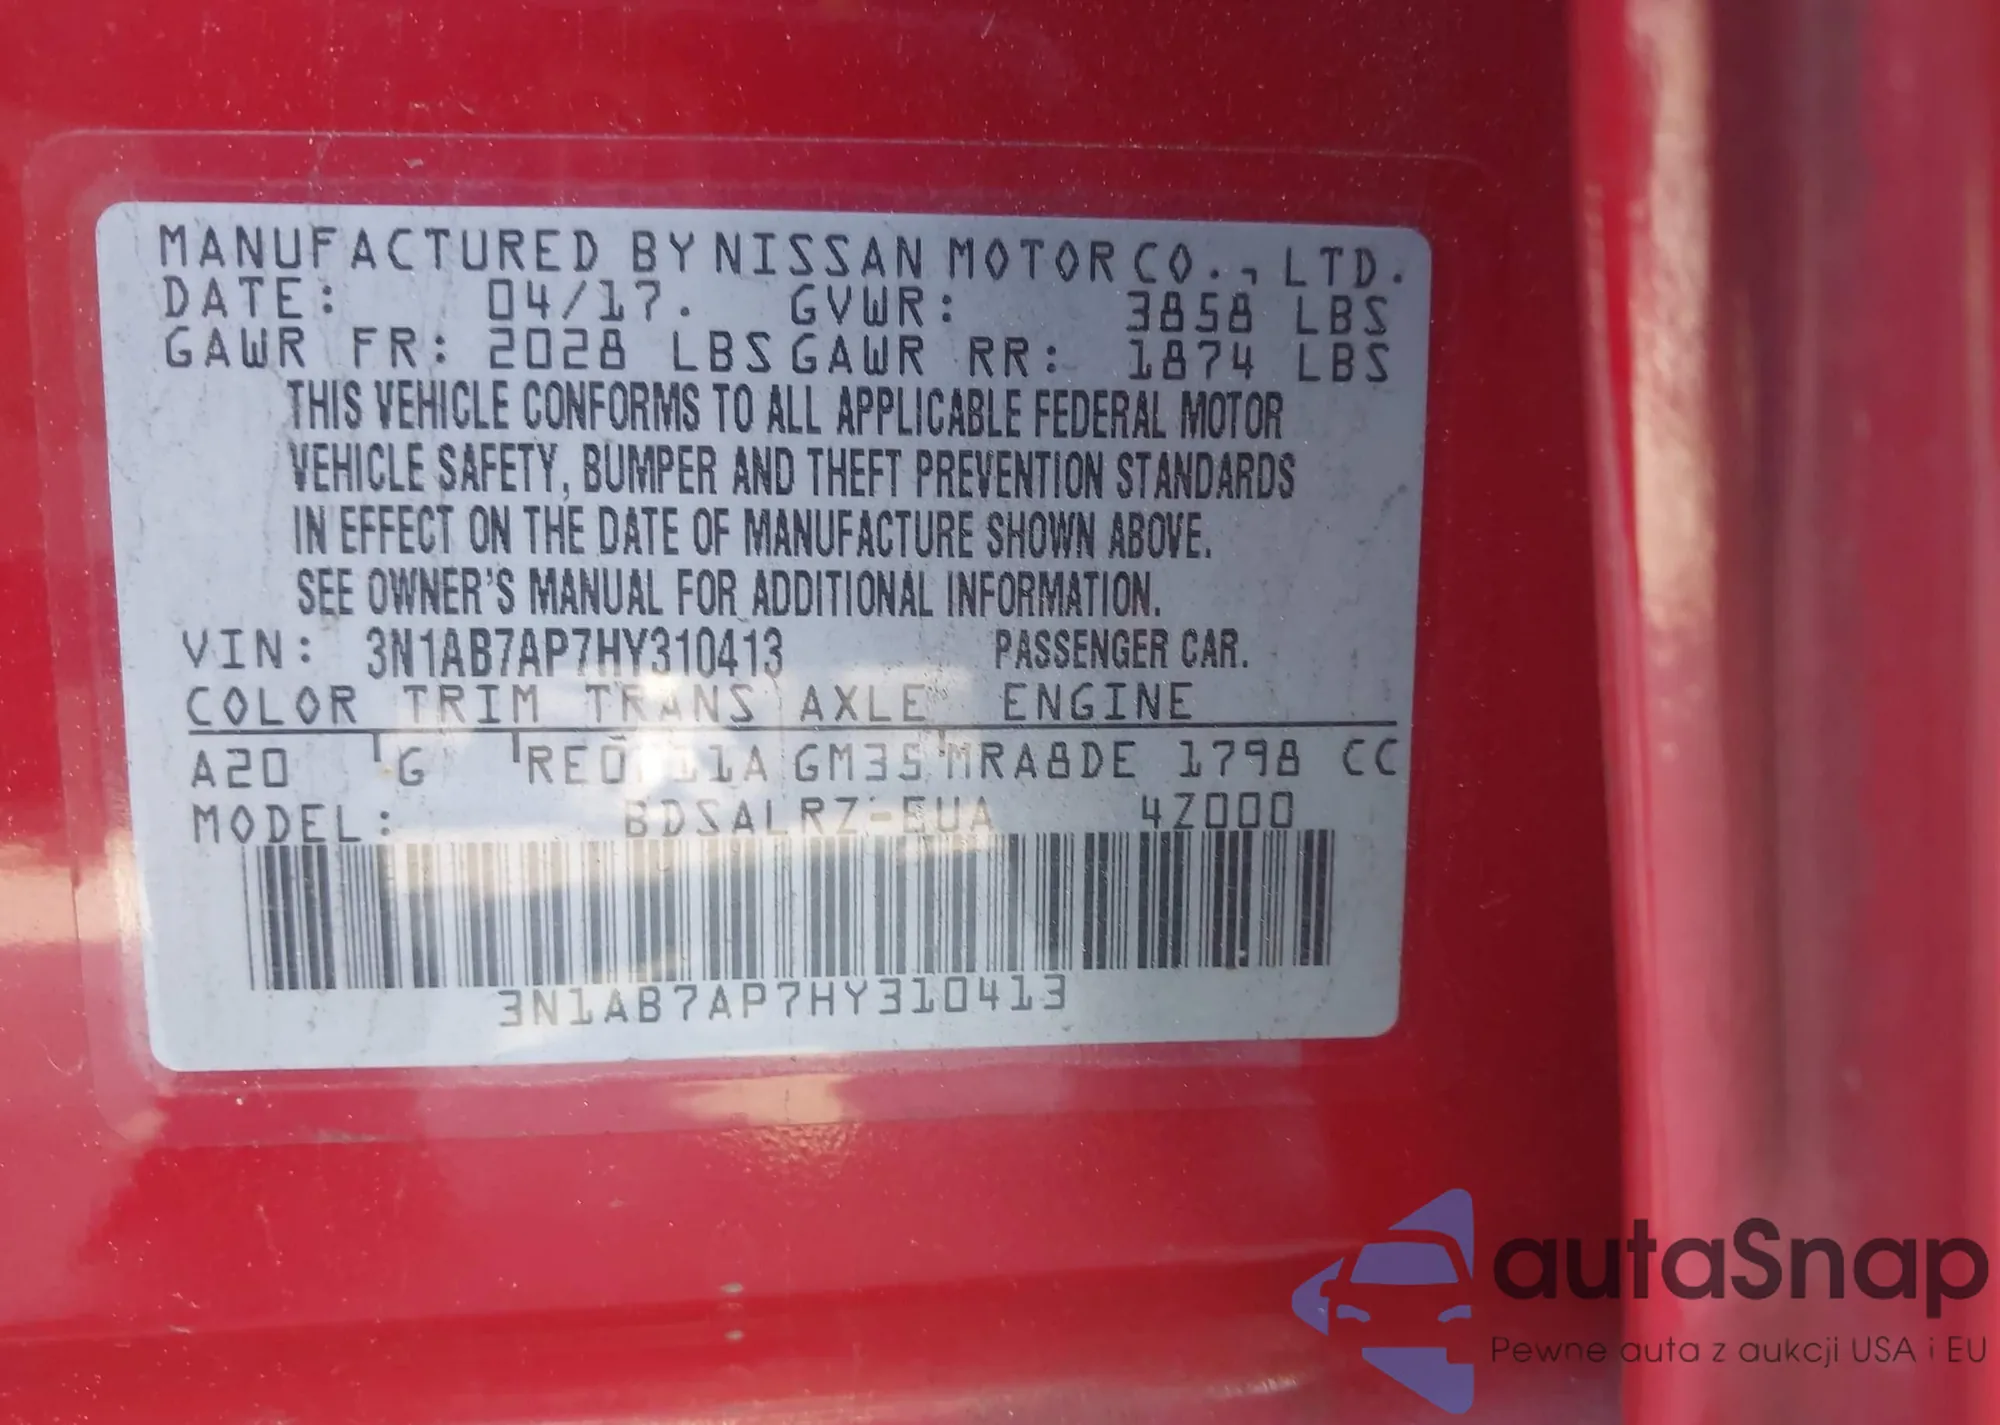 MANUFACTURED BY NISSAN MOTOR CO., LTD.
DATE: 04/17. GVWR: 3858 LBS
GAWR FR: 2028 LBS GAWR RR: 1874 LBS
THIS VEHICLE CONFORMS TO ALL APPLICABLE FEDERAL MOTOR
VEHICLE SAFETY, BUMPER AND THEFT PREVENTION STANDARDS
IN EFFECT ON THE DATE OF MANUFACTURE SHOWN ABOVE.
SEE OWNER'S MANUAL FOR ADDITIONAL INFORMATION.
VIN: 3N1AB7AP7HY310413 PASSENGER CAR.
COLOR TRIM TRANS AXLE ENGINE
A20 G GM35 MRA8DE 1798 CC
MODEL: BDSALRZ-EUA 4Z000
3N1AB7AP7HY310413
autaSnap
Pewne auta z aukcji USA i EU